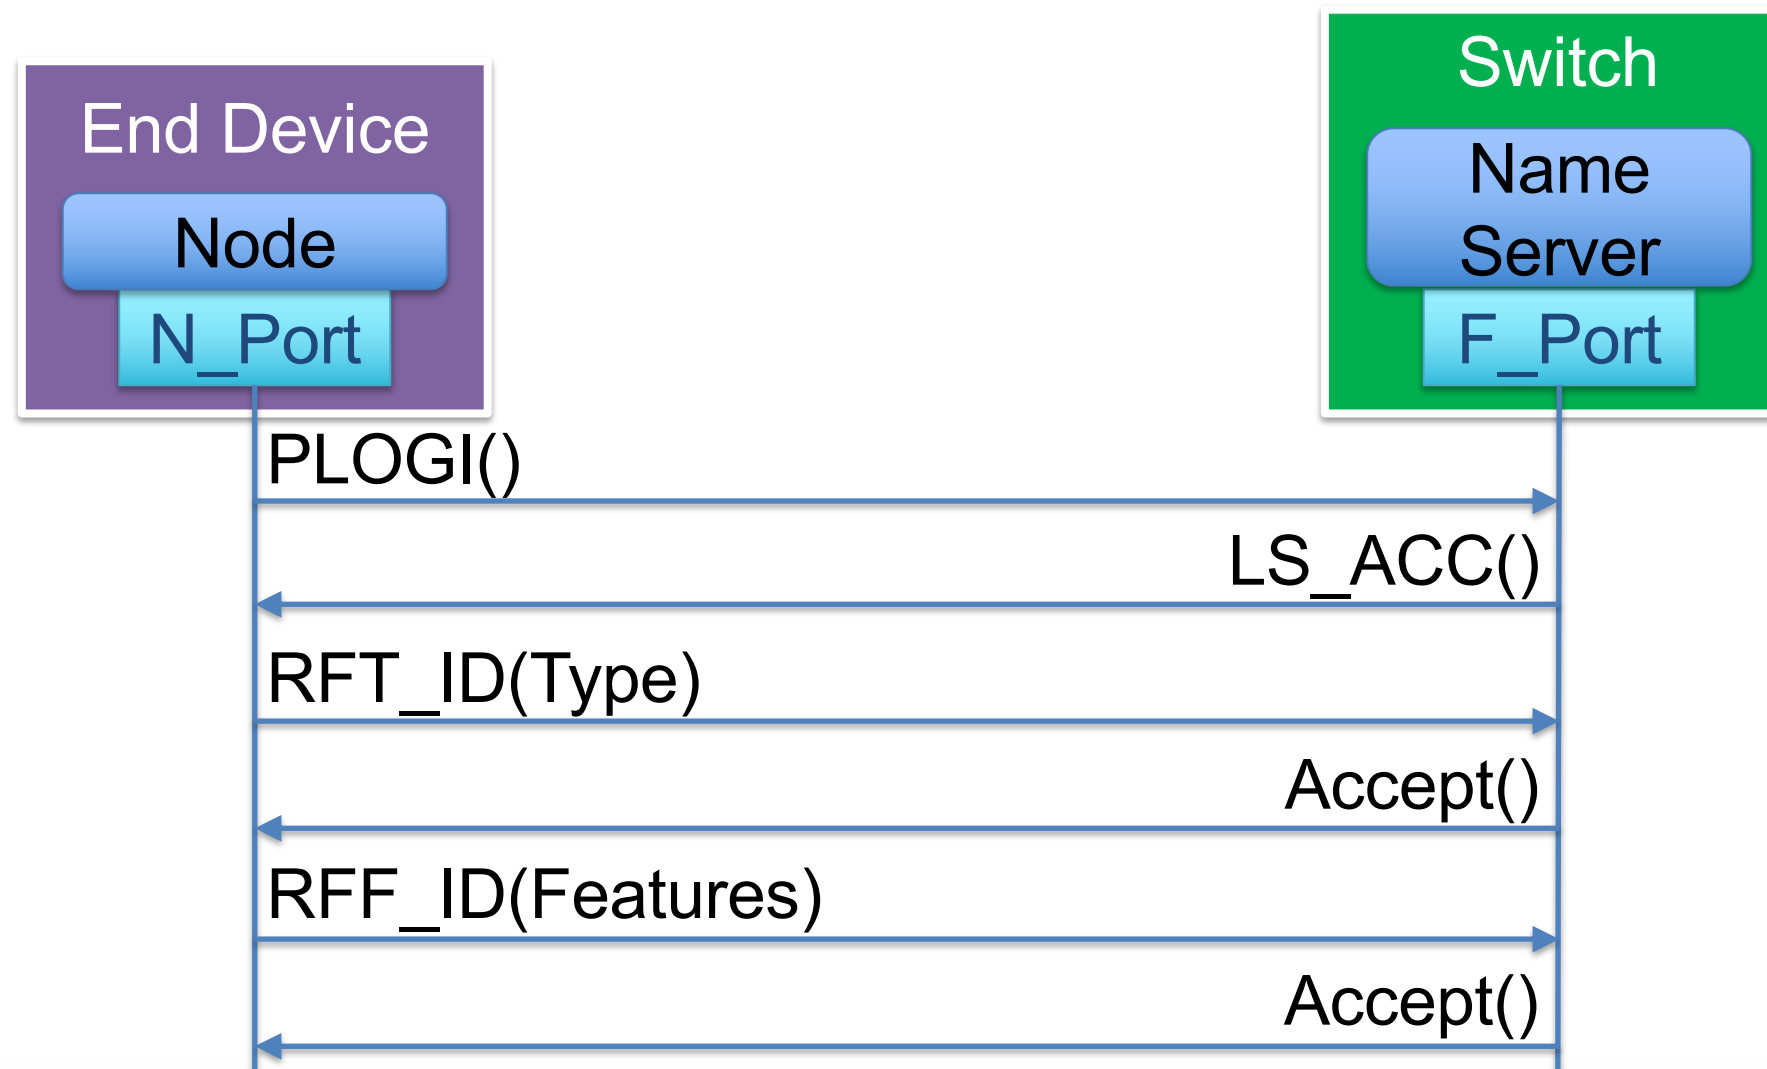 Switch
End Device
Name
Server
Node
N_Port
F_Port
PLOGI()
LS_ACC()
RFT_ID(Type)
Accept()
RFF_ID(Features)
Accept()